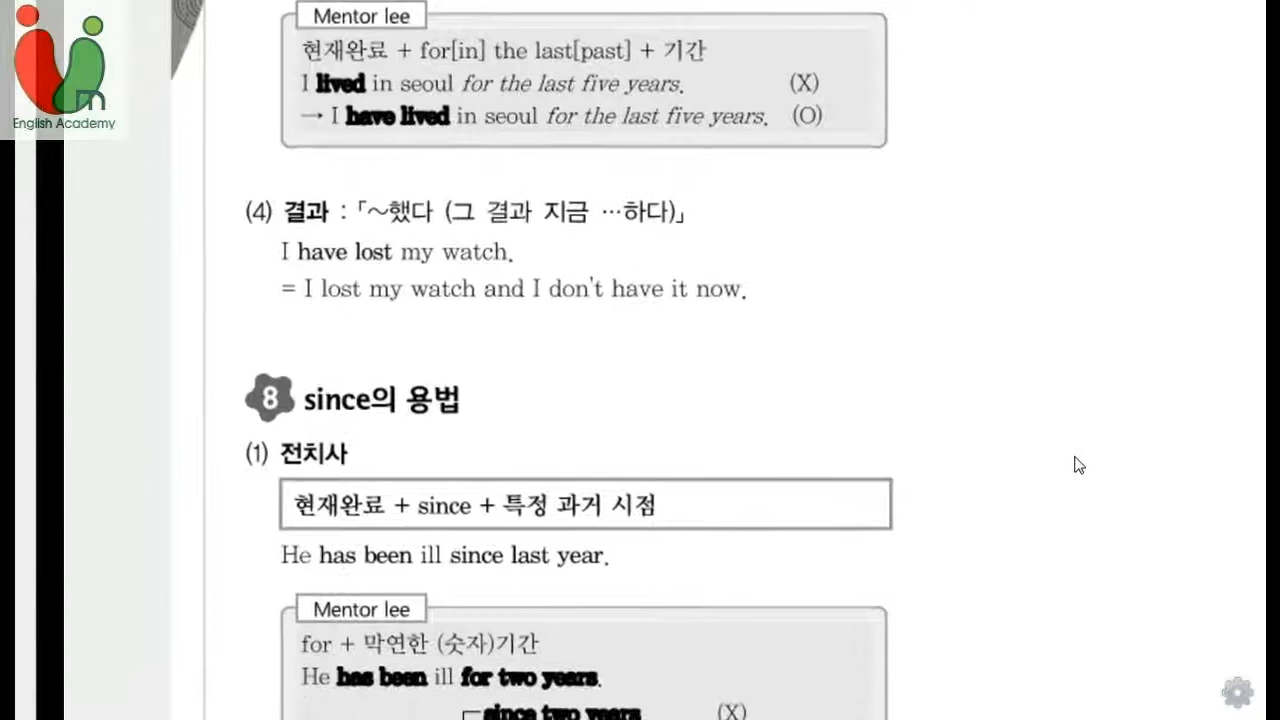 English Academy
Mentor lee
현재완료 + for[in] the last[past] + 기간
I lived in seoul for the last five years. (X)
→ I have lived in seoul for the last five years. (O)
(4) 결과 : 「~했다 (그 결과 지금 …하다)」
I have lost my watch.
= I lost my watch and I don't have it now.
8 since의 용법
(1) 전치사
현재완료 + since + 특정 과거 시점
He has been ill since last year.
Mentor lee
for + 막연한 (숫자)기간
He has been ill for two years.
since two years (X)